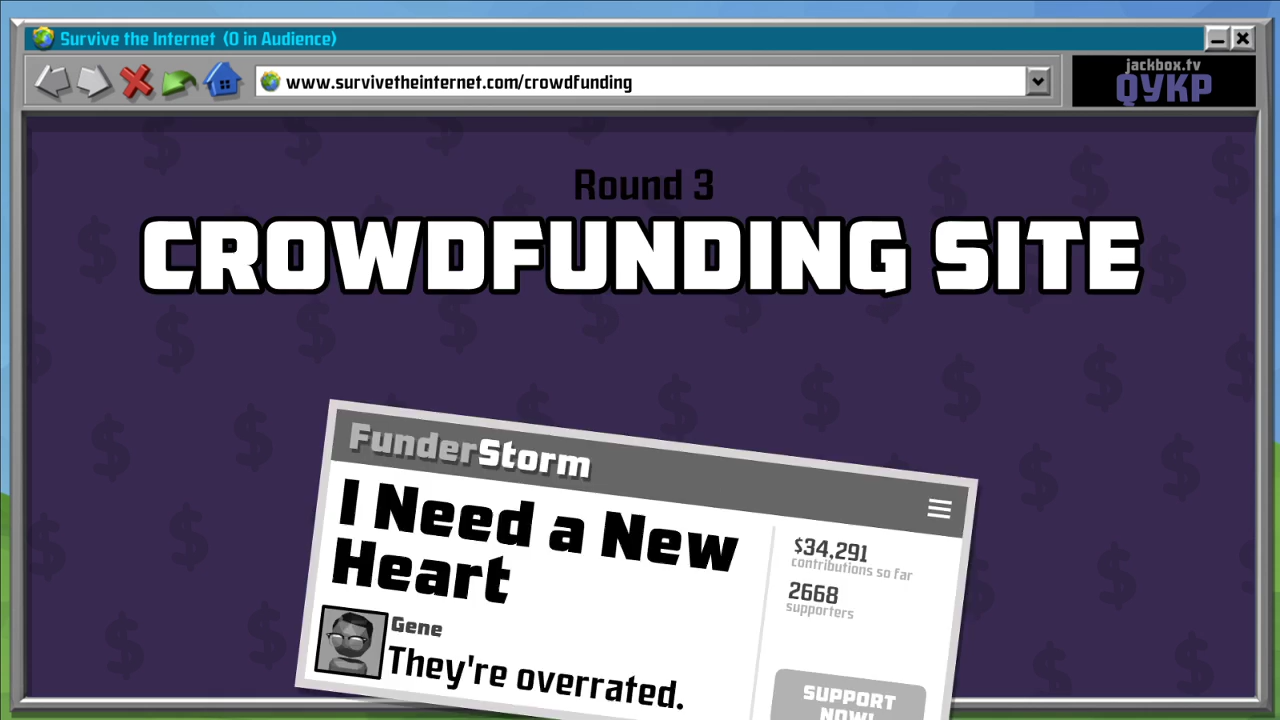 Survive the Internet (0 in Audience)
www.survivetheinternet.com/crowdfunding
jackbox.tv
QYKP
Round 3
CROWDFUNDING SITE
FunderStorm
I Need a New
Heart
Gene
They're overrated.
$34,291
contributions so far
2668
supporters
SUPPORT
NOW!